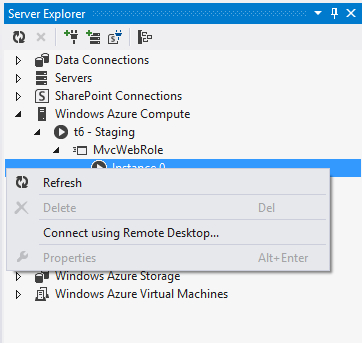 Server Explorer
Data Connections
Servers
SharePoint Connections
Windows Azure Compute
t6 - Staging
MvcWebRole
Instance 0
Refresh
Delete Del
Connect using Remote Desktop...
Properties Alt+Enter
Windows Azure Storage
Windows Azure Virtual Machines